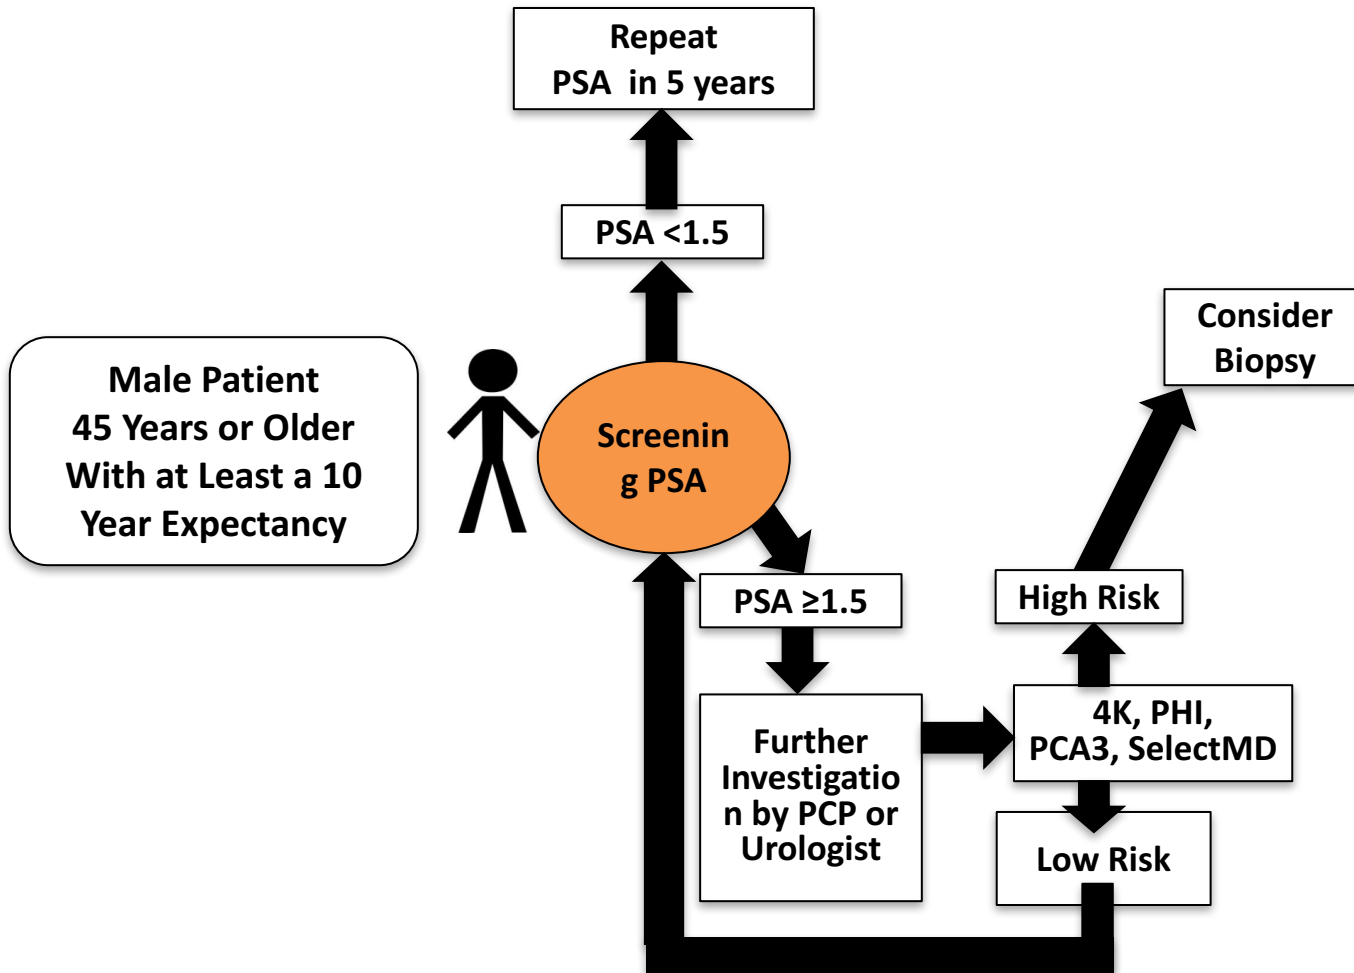 Repeat
PSA in 5 years
PSA <1.5
Consider
Biopsy
Male Patient
45 Years or Older
With at Least a 10
Year Expectancy
Screenin
g PSA
PSA ≥1.5
High Risk
4K, PHI,
PCA3, SelectMD
Further
Investigatio
n by PCP or
Urologist
Low Risk